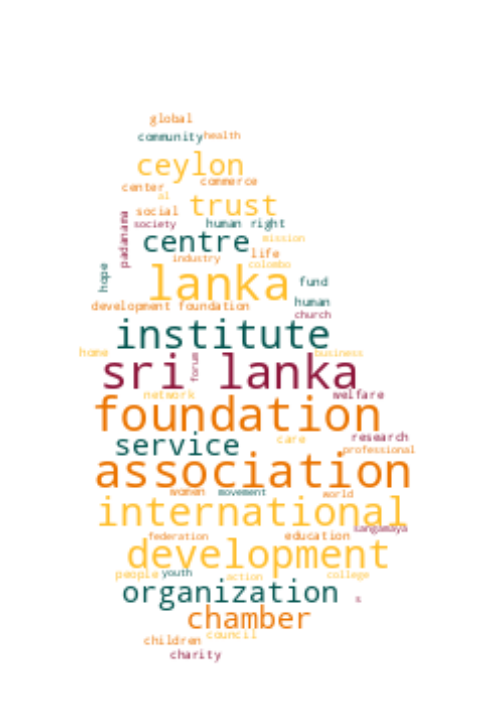 global
community health
ceylon
center commerce
al
social trust
society human right
padanama
centre mission
industry life
colombo
hope
lanka fund
development foundation human
church
institute
home business
sri lanka
forum
network welfare
foundation
service care research
professional
association
women movement world
international
sangamaya
federation education
development
people youth action college
organization s
chamber
children council
charity